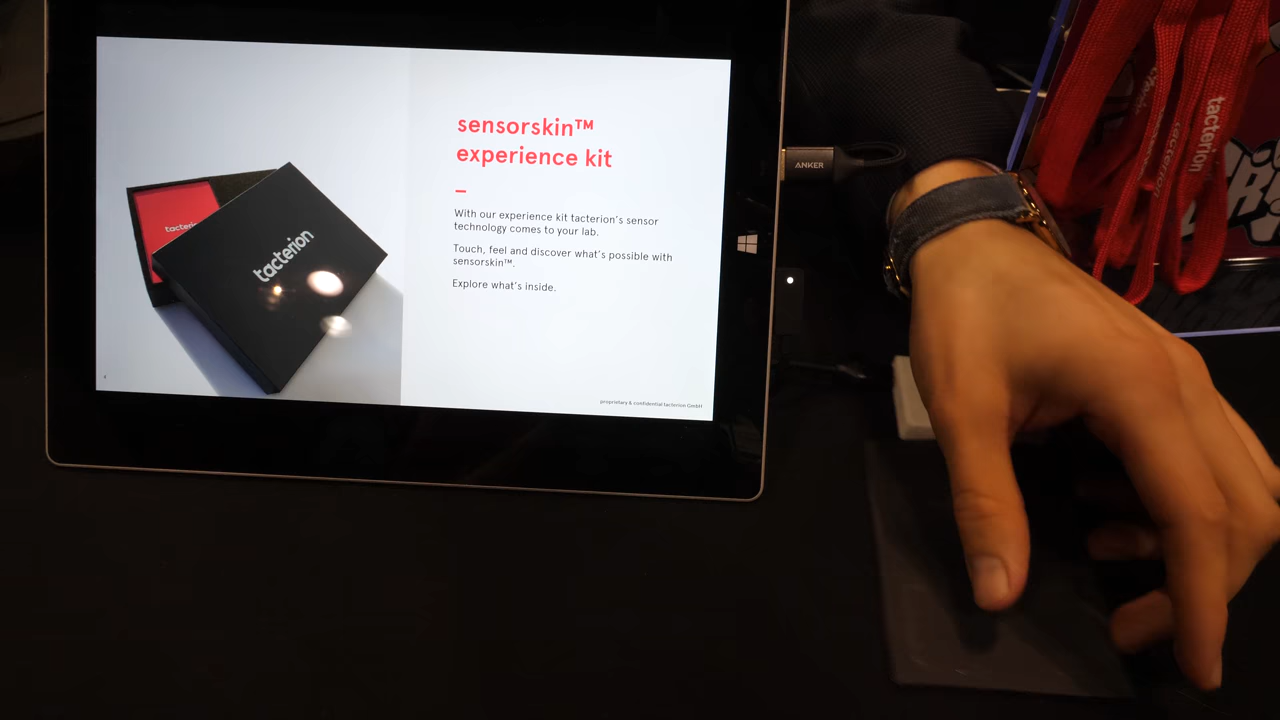 sensorskin™
experience kit
With our experience kit tacterion's sensor
technology comes to your lab.
Touch, feel and discover what's possible with
sensorskin™.
Explore what's inside.
proprietary & confidential tacterion GmbH
tacterion
ANKER
tacterion
tacterion